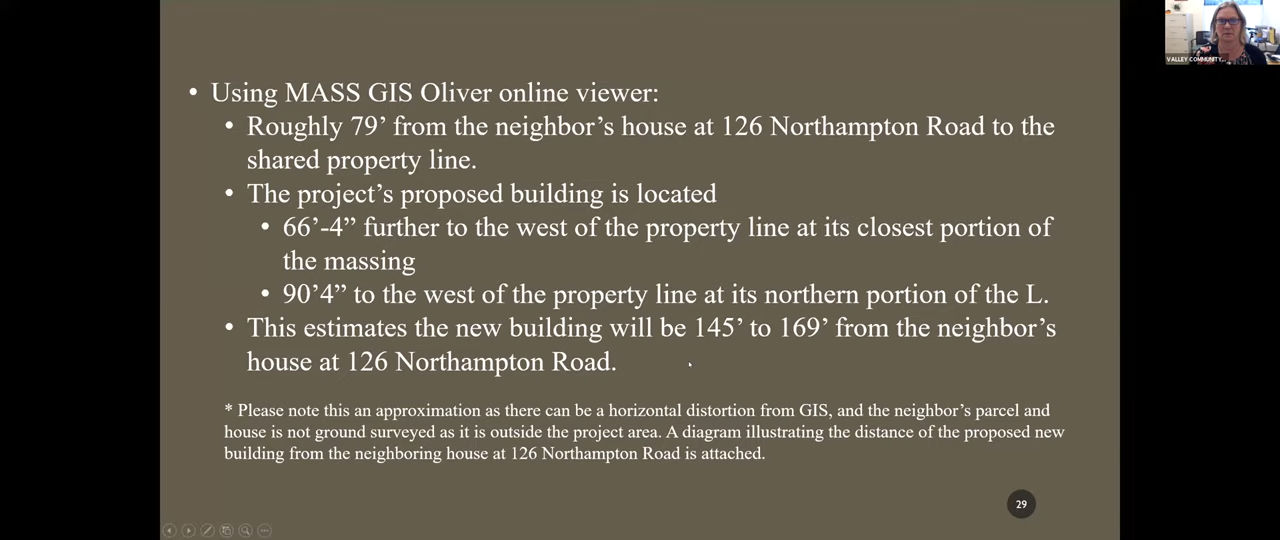 • Using MASS GIS Oliver online viewer:
• Roughly 79’ from the neighbor’s house at 126 Northampton Road to the
shared property line.
• The project’s proposed building is located
• 66’-4” further to the west of the property line at its closest portion of
the massing
• 90’4” to the west of the property line at its northern portion of the L.
• This estimates the new building will be 145’ to 169’ from the neighbor’s
house at 126 Northampton Road.
* Please note this an approximation as there can be a horizontal distortion from GIS, and the neighbor’s parcel and
house is not ground surveyed as it is outside the project area. A diagram illustrating the distance of the proposed new
building from the neighboring house at 126 Northampton Road is attached.
29
VALLEY COMMUNITY...